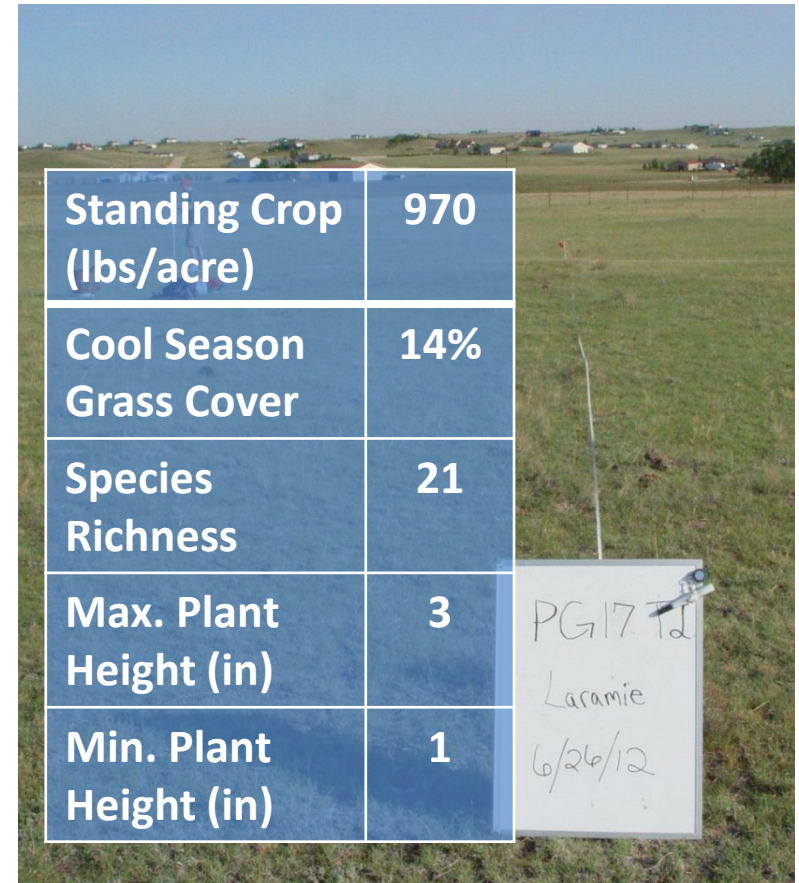 Standing Crop 970
(lbs/acre)
Cool Season 14%
Grass Cover
Species 21
Richness
Max. Plant 3
Height (in)
Min. Plant 1
Height (in)
PG17 T2
Laramie
6/26/12